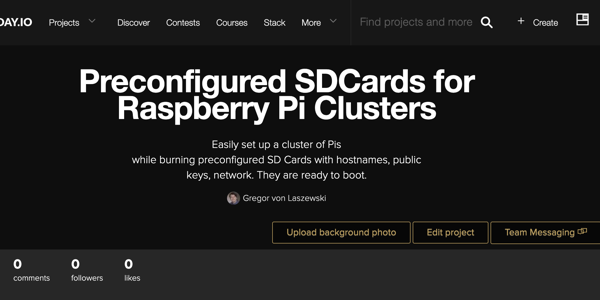 DAY.IO Projects Discover Contests Courses Stack More Find projects and more + Create
Preconfigured SDCards for
Raspberry Pi Clusters
Easily set up a cluster of Pis
while burning preconfigured SD Cards with hostnames, public
keys, network. They are ready to boot.
Gregor von Laszewski
Upload background photo Edit project Team Messaging
0 0 0
comments followers likes